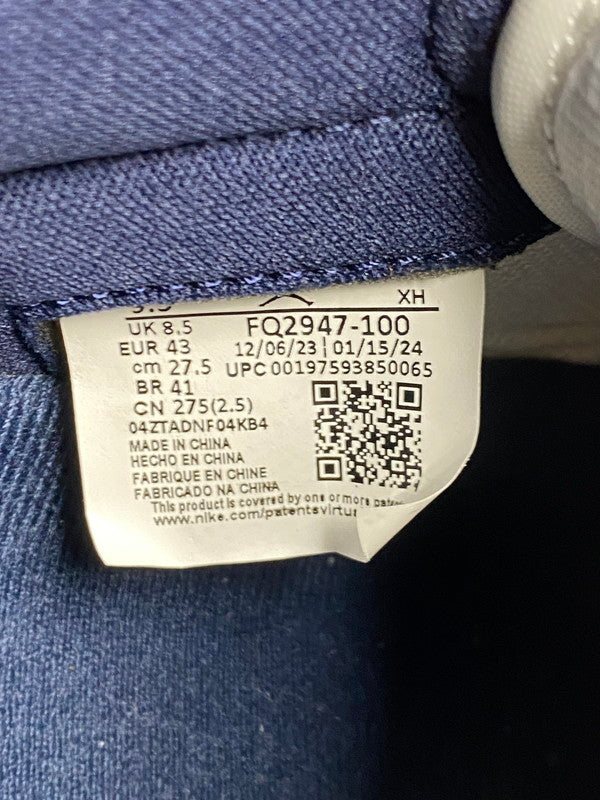 XH
UK 8.5 FQ2947-100
EUR 43 12/06/23 | 01/15/24
cm 27.5 UPC 00197593850065
BR 41
CN 275(2.5)
04ZTADNF04KB4
MADE IN CHINA
HECHO EN CHINA
FABRIQUE EN CHINE
FABRICADO NA CHINA
This product is covered by one or more
www.nike.com/patentsvirtu